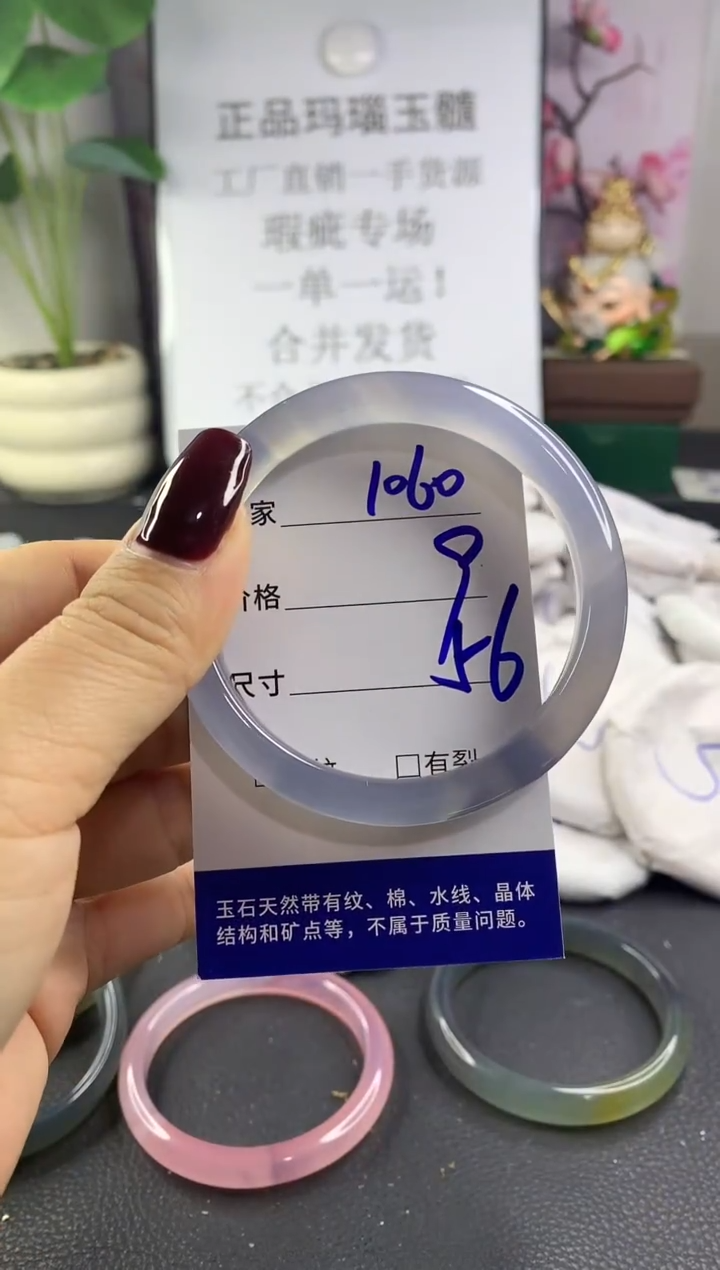 正品玛瑙玉髓
工厂直销一手货源
瑕疵专场
一单一运！
合并发货
家 1060
价格
尺寸 56
纹 □有裂
玉石天然带有纹、棉、水线、晶体
结构和矿点等，不属于质量问题。